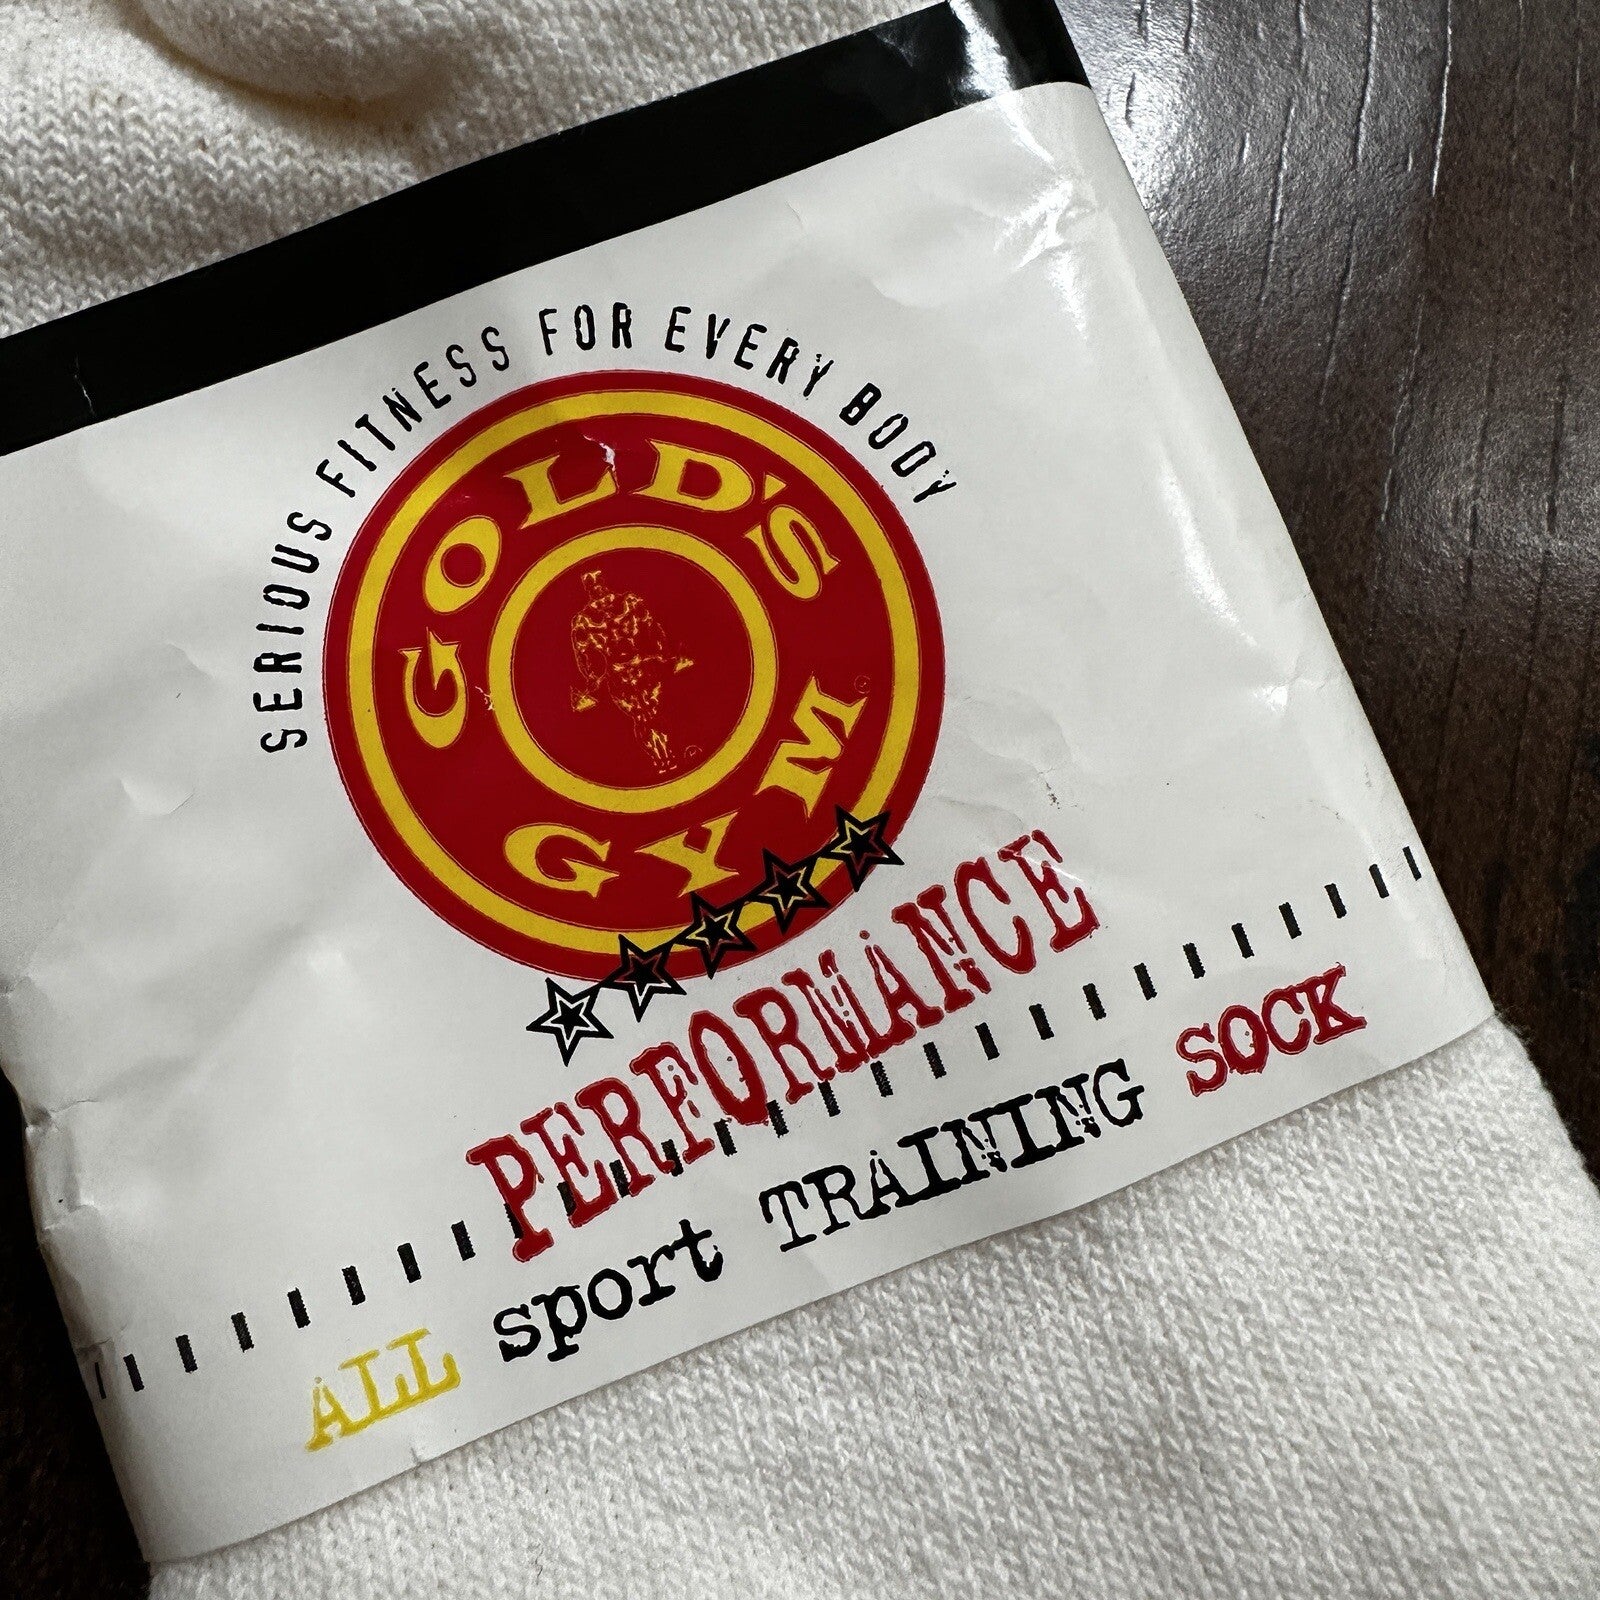 SERIOUS FITNESS FOR EVERY BODY
GOLD'S
GYM
PERFORMANCE
ALL sport TRAINING SOCK